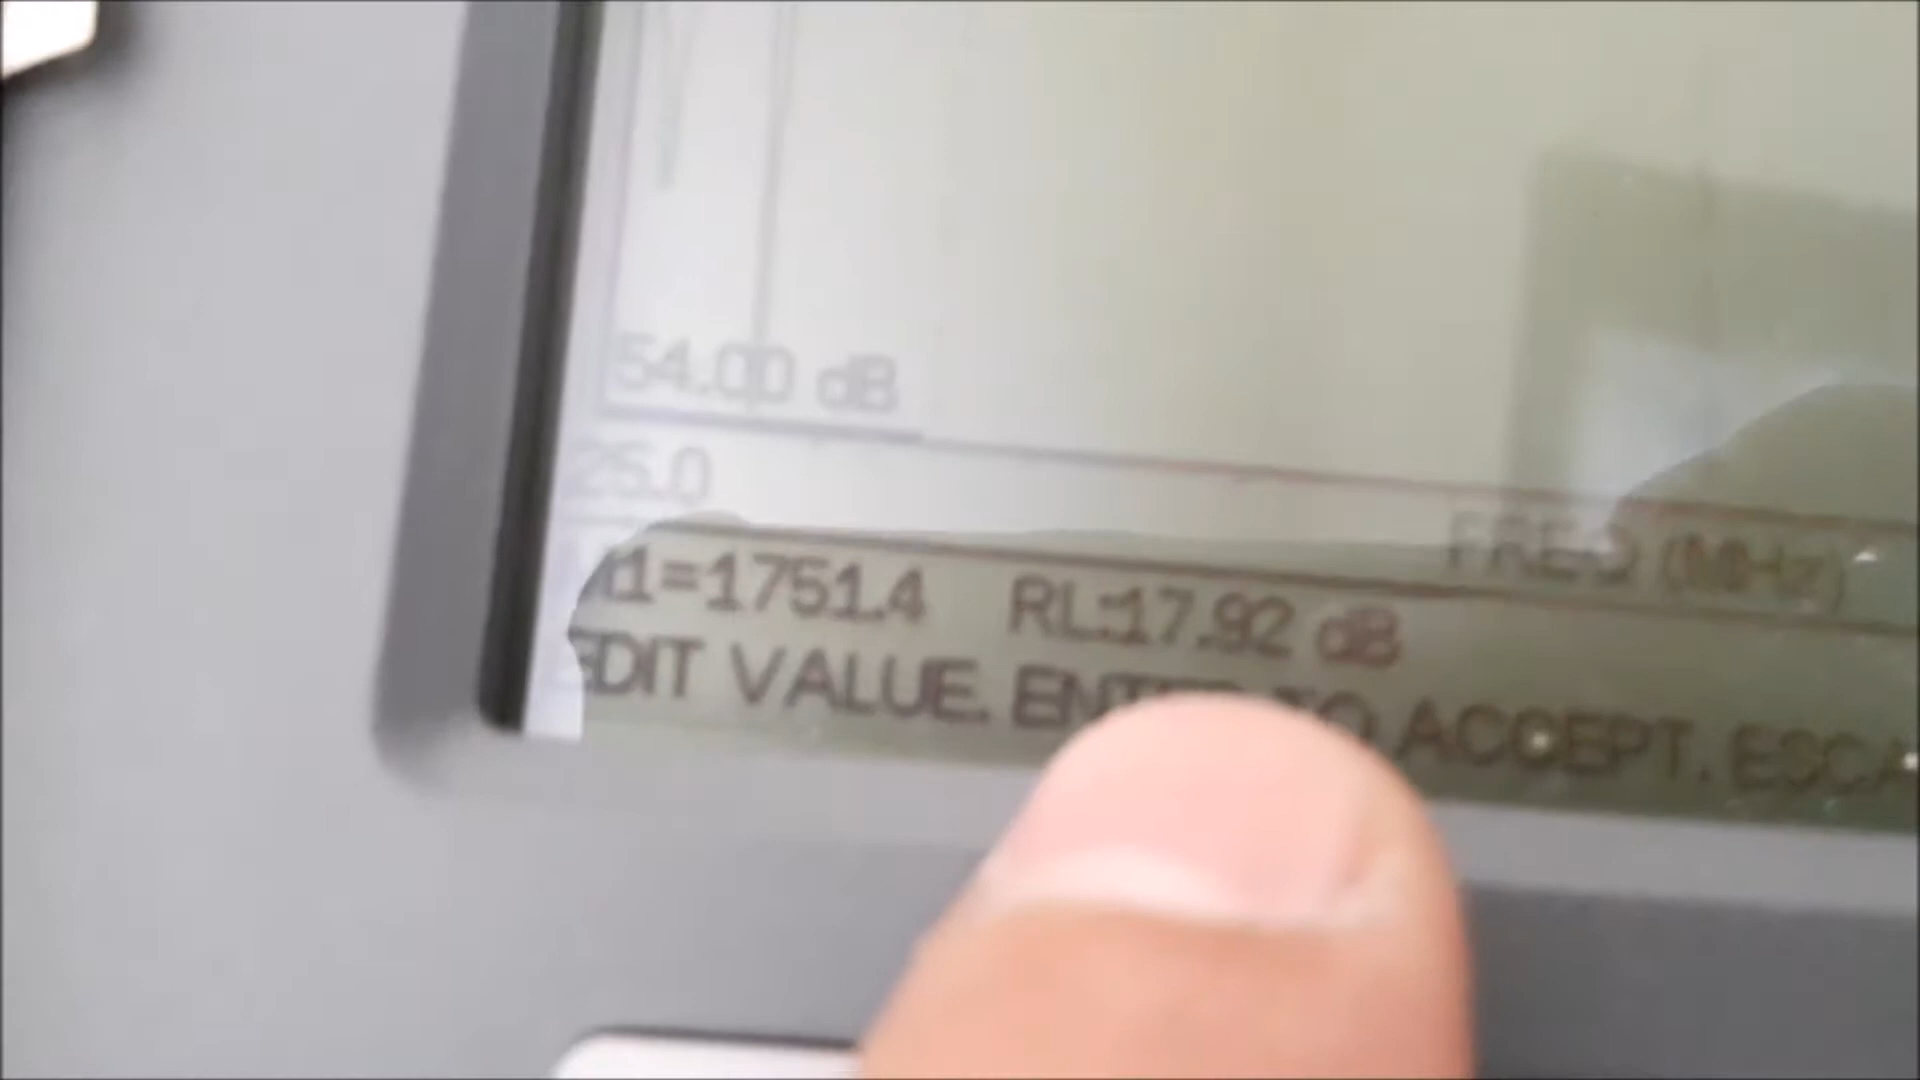 54.00 dB
25.0
FREQ (MHz)
M1=1751.4 RL:17.92 dB
EDIT VALUE. ENTER TO ACCEPT. ESCA